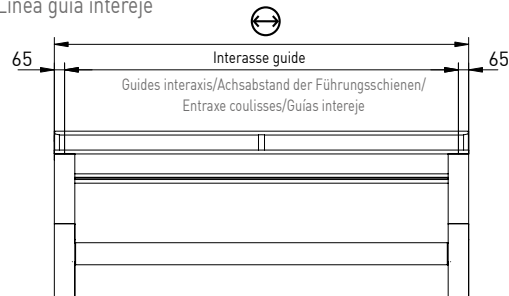 Línea guía intereje
65
Interasse guide
65
Guides interaxis/Achsabstand der Führungsschienen/
Entraxe coulisses/Guías intereje